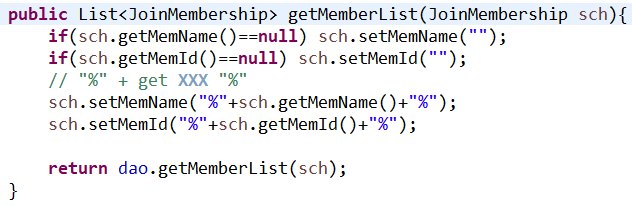 public List<JoinMembership> getMemberList(JoinMembership sch){
    if(sch.getMemName()==null) sch.setMemName("");
    if(sch.getMemId()==null) sch.setMemId("");
    // "%" + get XXX "%"
    sch.setMemName("%"+sch.getMemName()+"%");
    sch.setMemId("%"+sch.getMemId()+"%");

    return dao.getMemberList(sch);
}